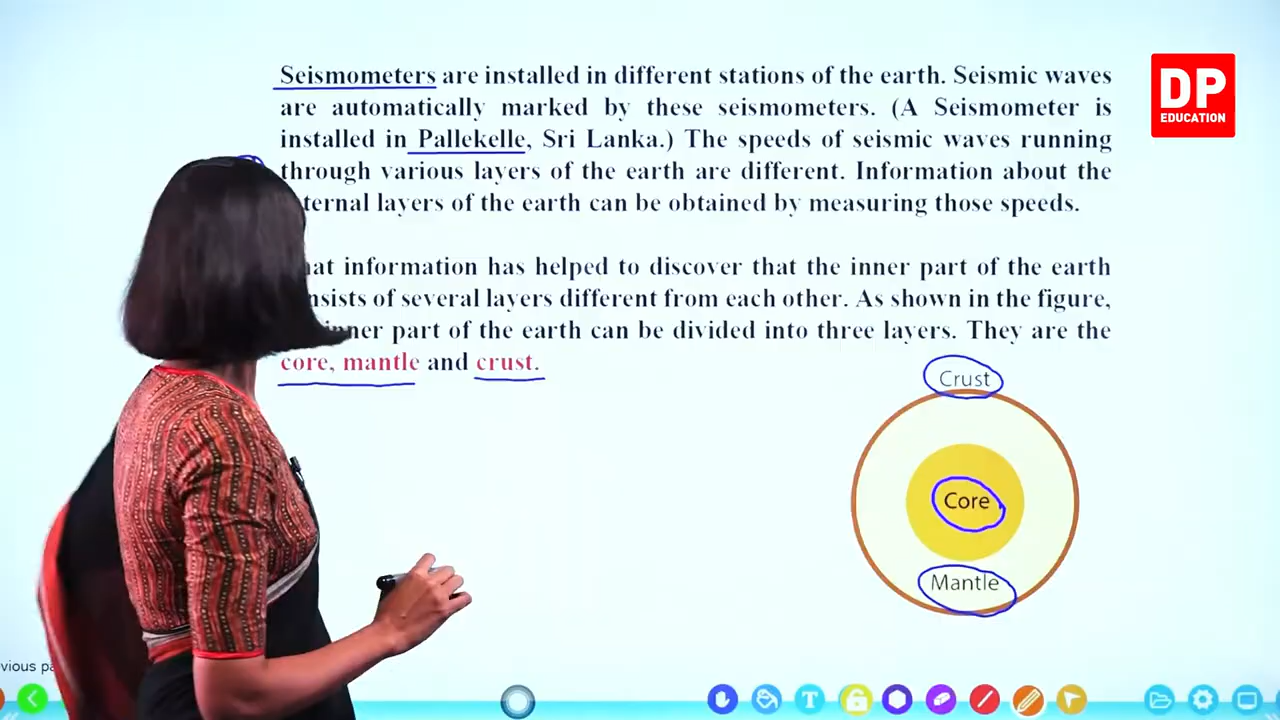 Seismometers are installed in different stations of the earth. Seismic waves
are automatically marked by these seismometers. (A Seismometer is
installed in Pallekelle, Sri Lanka.) The speeds of seismic waves running
through various layers of the earth are different. Information about the
layers of the earth can be obtained by measuring those speeds.
information has helped to discover that the inner part of the earth
of several layers different from each other. As shown in the figure,
inner part of the earth can be divided into three layers. They are the
core, mantle and crust.
Crust
Core
Mantle
DP
EDUCATION
T